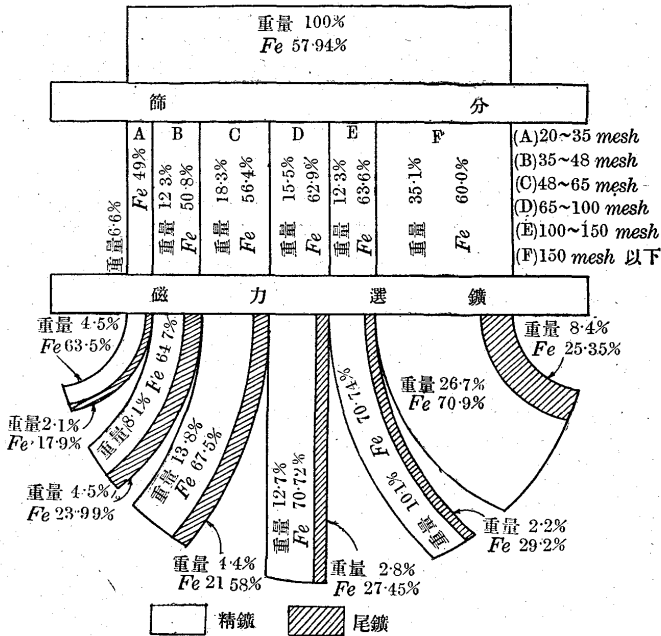 重量 100%
Fe 57·94%
篩 分
A
B
C
D
E
F
重量6·6%
Fe 49%
重量 12·3%
Fe 50·8%
重量 18·3%
Fe 56·4%
重量 15·5%
Fe 62·9%
重量 12·3%
Fe 63·6%
重量 35·1%
Fe 60·0%
(A)20~35 mesh
(B)35~48 mesh
(C)48~65 mesh
(D)65~100 mesh
(E)100~150 mesh
(F)150 mesh 以下
磁 力 選 鑛
重量 4·5%
Fe 63·5%
重量2·1%
Fe·17·9%
重量 8·1% Fe 64·7%
重量 4·5%
Fe 23·99%
重量 13·8%
Fe 67·5%
重量 4·4%
Fe 21 58%
重量 12·7%
Fe 70·72%
重量 2·8%
Fe 27·45%
重量 10·1% Fe 70·74%
重量 2·2%
Fe 29·2%
重量 26·7%
Fe 70·9%
重量 8·4%
Fe 25·35%
精鑛
尾鑛